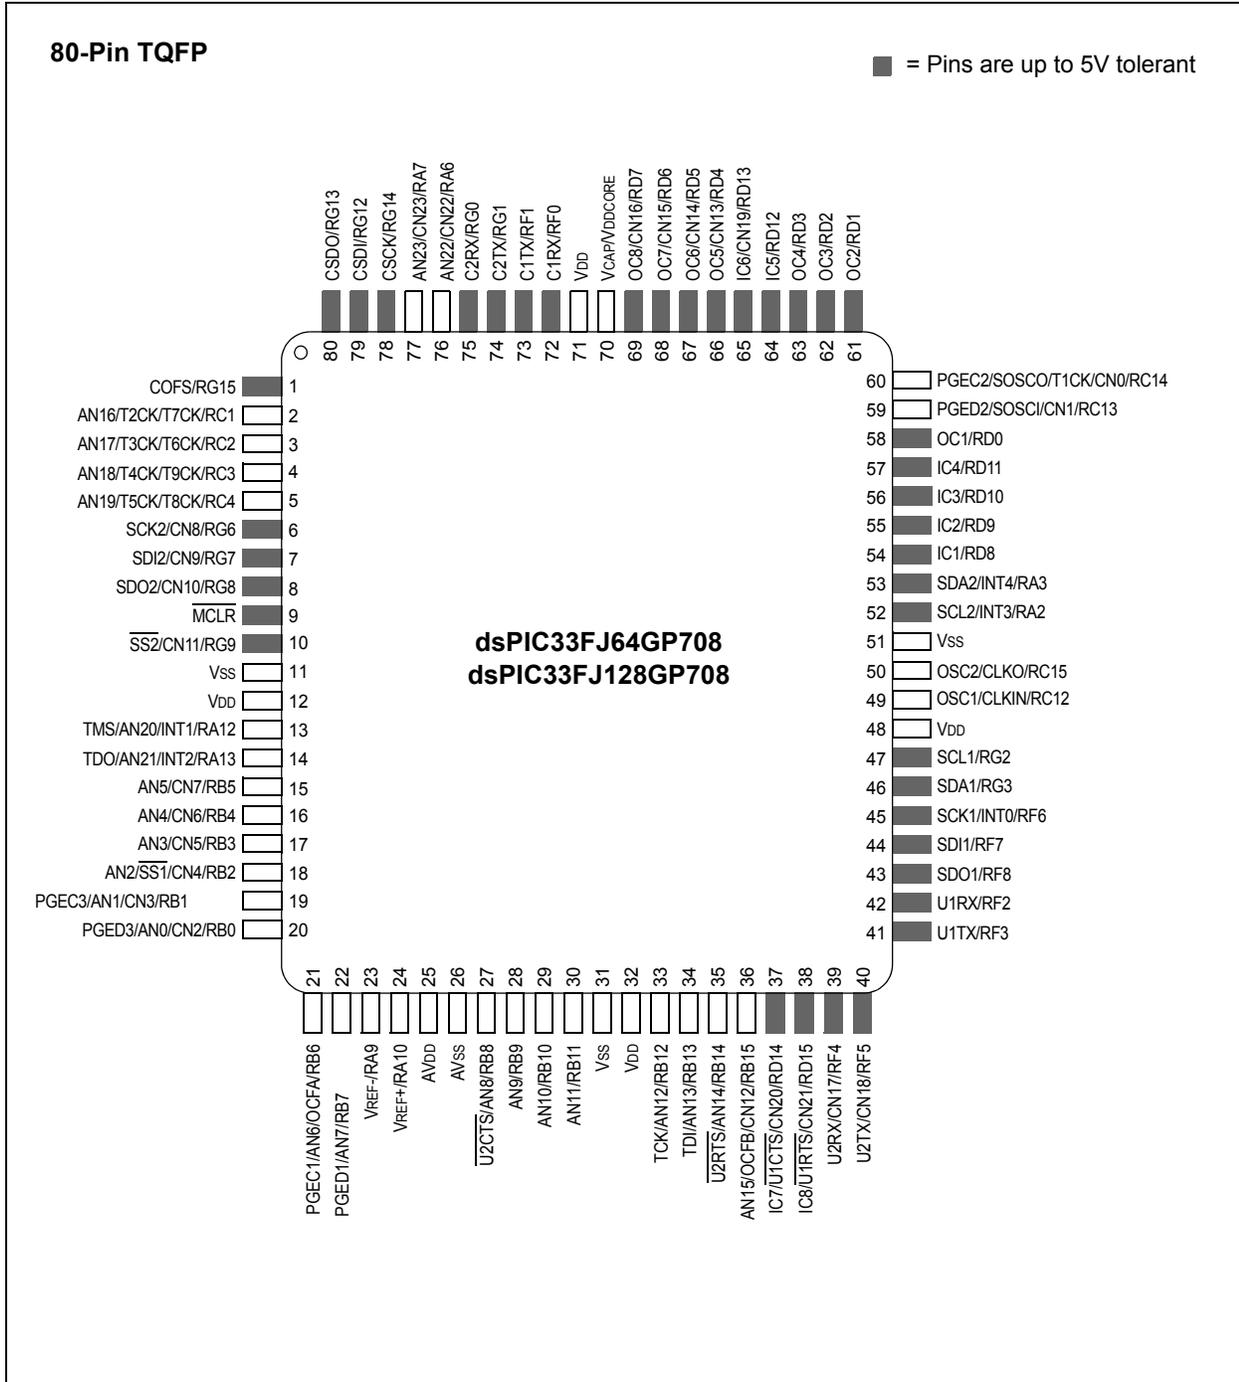 80-Pin TQFP
= Pins are up to 5V tolerant
CSDO/RG13
CSDI/RG12
CSCK/RG14
AN23/CN23/RA7
AN22/CN22/RA6
C2RX/RG0
C2TX/RG1
C1TX/RF1
C1RX/RF0
VDD
VCAP/VDDCORE
OC8/CN16/RD7
OC7/CN15/RD6
OC6/CN14/RD5
OC5/CN13/RD4
IC6/CN19/RD13
IC5/RD12
OC4/RD3
OC3/RD2
OC2/RD1
80
79
78
77
76
75
74
73
72
71
70
69
68
67
66
65
64
63
62
61
COFS/RG15 1
AN16/T2CK/T7CK/RC1 2
AN17/T3CK/T6CK/RC2 3
AN18/T4CK/T9CK/RC3 4
AN19/T5CK/T8CK/RC4 5
SCK2/CN8/RG6 6
SDI2/CN9/RG7 7
SDO2/CN10/RG8 8
MCLR 9
SS2/CN11/RG9 10
VSS 11
VDD 12
TMS/AN20/INT1/RA12 13
TDO/AN21/INT2/RA13 14
AN5/CN7/RB5 15
AN4/CN6/RB4 16
AN3/CN5/RB3 17
AN2/SS1/CN4/RB2 18
PGEC3/AN1/CN3/RB1 19
PGED3/AN0/CN2/RB0 20
dsPIC33FJ64GP708
dsPIC33FJ128GP708
60 PGEC2/SOSCO/T1CK/CN0/RC14
59 PGED2/SOSCI/CN1/RC13
58 OC1/RD0
57 IC4/RD11
56 IC3/RD10
55 IC2/RD9
54 IC1/RD8
53 SDA2/INT4/RA3
52 SCL2/INT3/RA2
51 VSS
50 OSC2/CLKO/RC15
49 OSC1/CLKIN/RC12
48 VDD
47 SCL1/RG2
46 SDA1/RG3
45 SCK1/INT0/RF6
44 SDI1/RF7
43 SDO1/RF8
42 U1RX/RF2
41 U1TX/RF3
21
22
23
24
25
26
27
28
29
30
31
32
33
34
35
36
37
38
39
40
PGEC1/AN6/OCFA/RB6
PGED1/AN7/RB7
VREF-/RA9
VREF+/RA10
AVDD
AVSS
U2CTS/AN8/RB8
AN9/RB9
AN10/RB10
AN11/RB11
VSS
VDD
TCK/AN12/RB12
TDI/AN13/RB13
U2RTS/AN14/RB14
AN15/OCFB/CN12/RB15
IC7/U1CTS/CN20/RD14
IC8/U1RTS/CN21/RD15
U2RX/CN17/RF4
U2TX/CN18/RF5